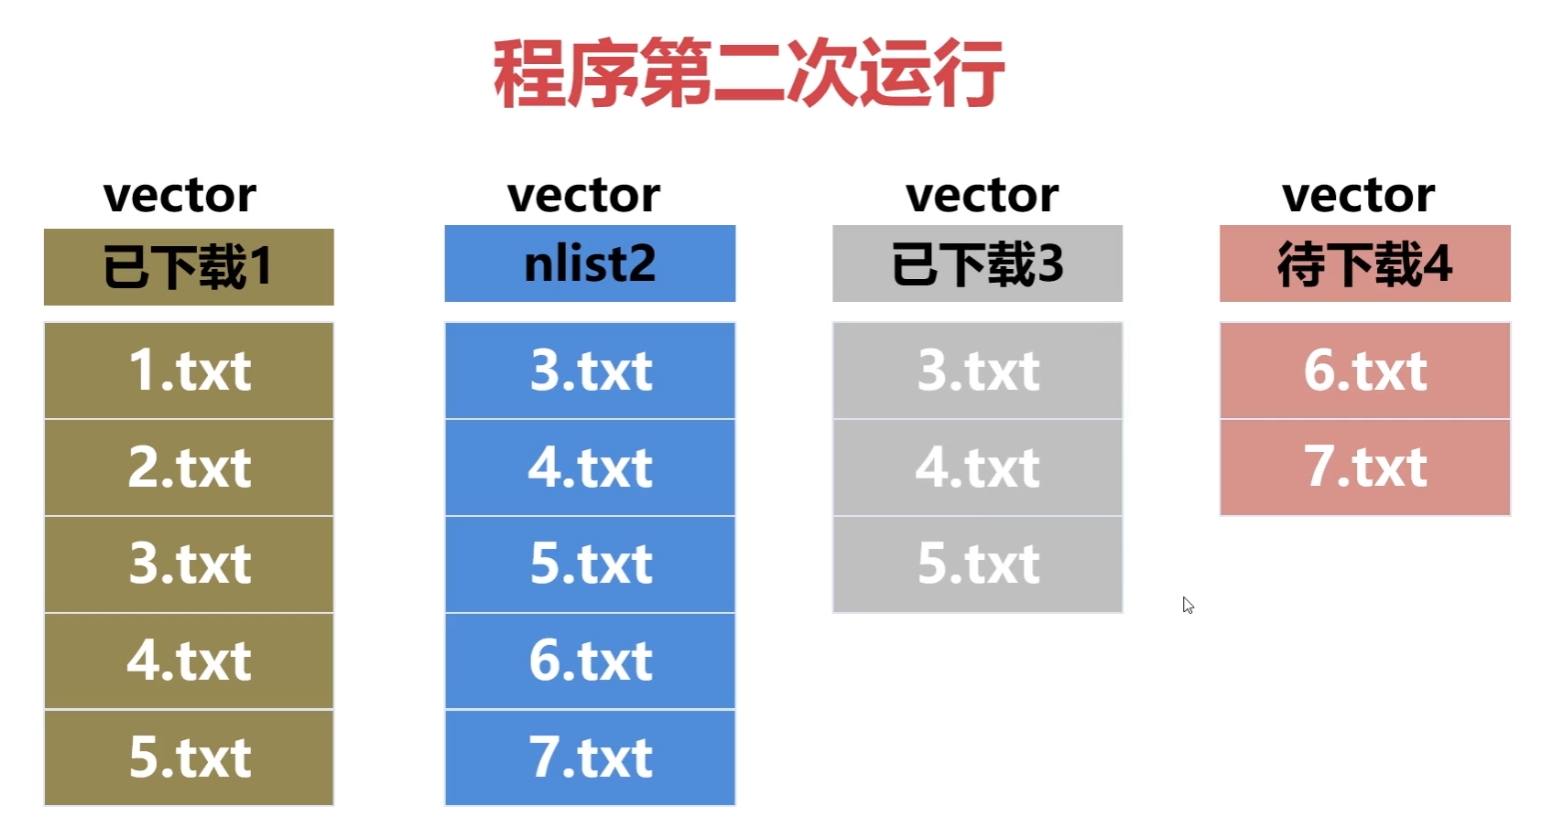 程序第二次运行
vector
已下载1
1.txt
2.txt
3.txt
4.txt
5.txt
vector
nlist2
3.txt
4.txt
5.txt
6.txt
7.txt
vector
已下载3
3.txt
4.txt
5.txt
vector
待下载4
6.txt
7.txt